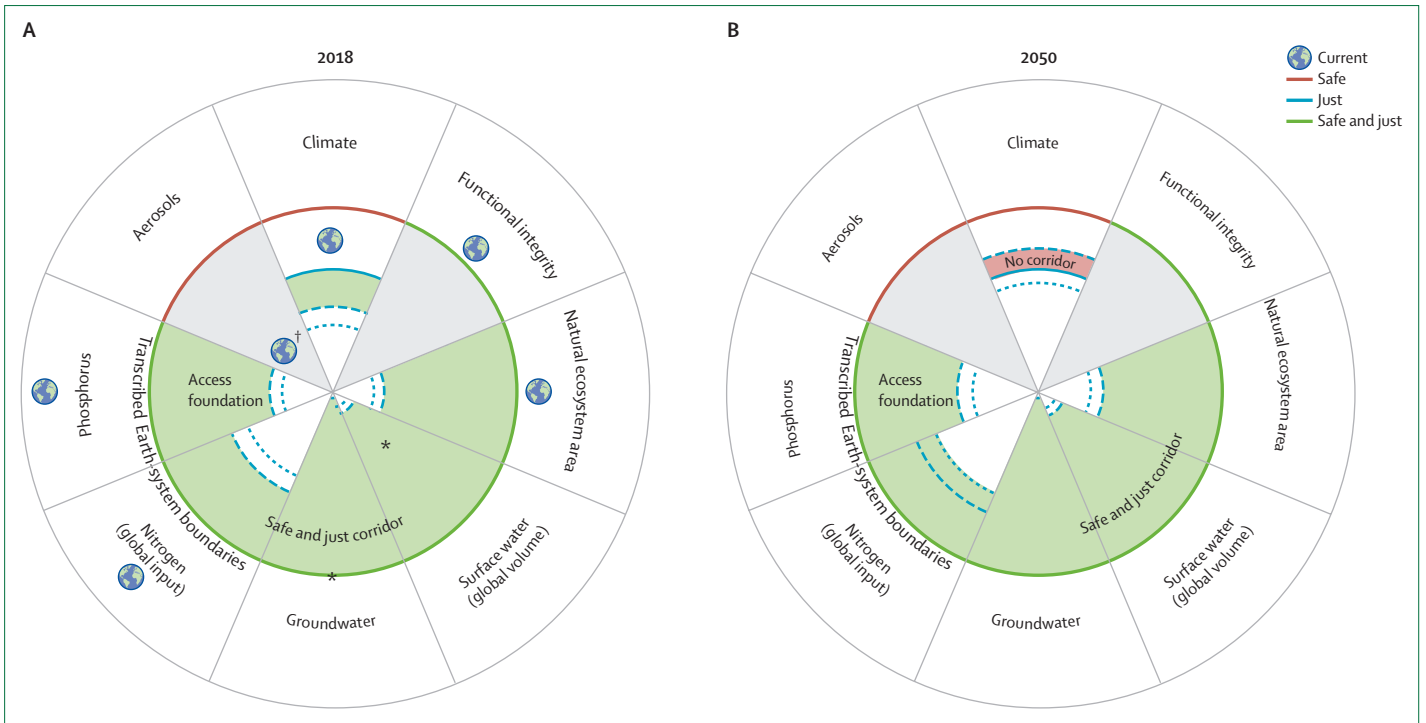 A
2018
Climate
Functional integrity
Aerosols
Natural ecosystem area
†
Phosphorus
Access
foundation
Transcribed Earth-system boundaries
*
Safe and just corridor
Nitrogen
(global input)
*
Surface water
(global volume)
Groundwater
B
2050
Current
Safe
Just
Safe and just
Climate
Functional integrity
Aerosols
No corridor
Natural ecosystem area
Phosphorus
Access
foundation
Transcribed Earth-system boundaries
Safe and just corridor
Nitrogen
(global input)
Surface water
(global volume)
Groundwater